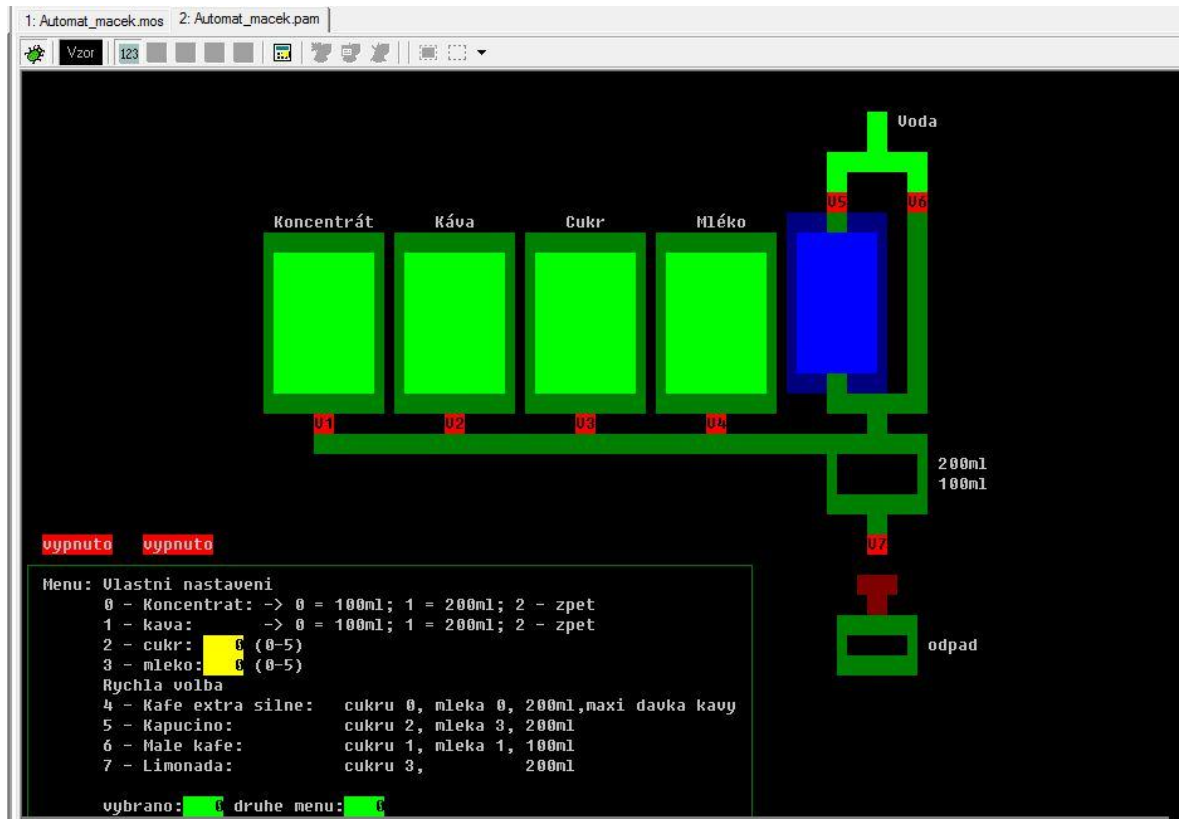 1: Automat_macek.mos 2: Automat_macek.pam
Vzor 123
Voda
V5 V6
Koncentrát Káva Cukr Mléko
V1 V2 V3 V4
200ml
100ml
vypnuto vypnuto
V7
Menu: Vlastni nastaveni
0 - Koncentrat: -> 0 = 100ml; 1 = 200ml; 2 - zpet
1 - kava: -> 0 = 100ml; 1 = 200ml; 2 - zpet
2 - cukr: 0 (0-5)
3 - mleko: 0 (0-5)
odpad
Rychla volba
4 - Kafe extra silne: cukru 0, mleka 0, 200ml,maxi davka kavy
5 - Kapucino: cukru 2, mleka 3, 200ml
6 - Male kafe: cukru 1, mleka 1, 100ml
7 - Limonada: cukru 3, 200ml
vybrano: 0 druhe menu: 0